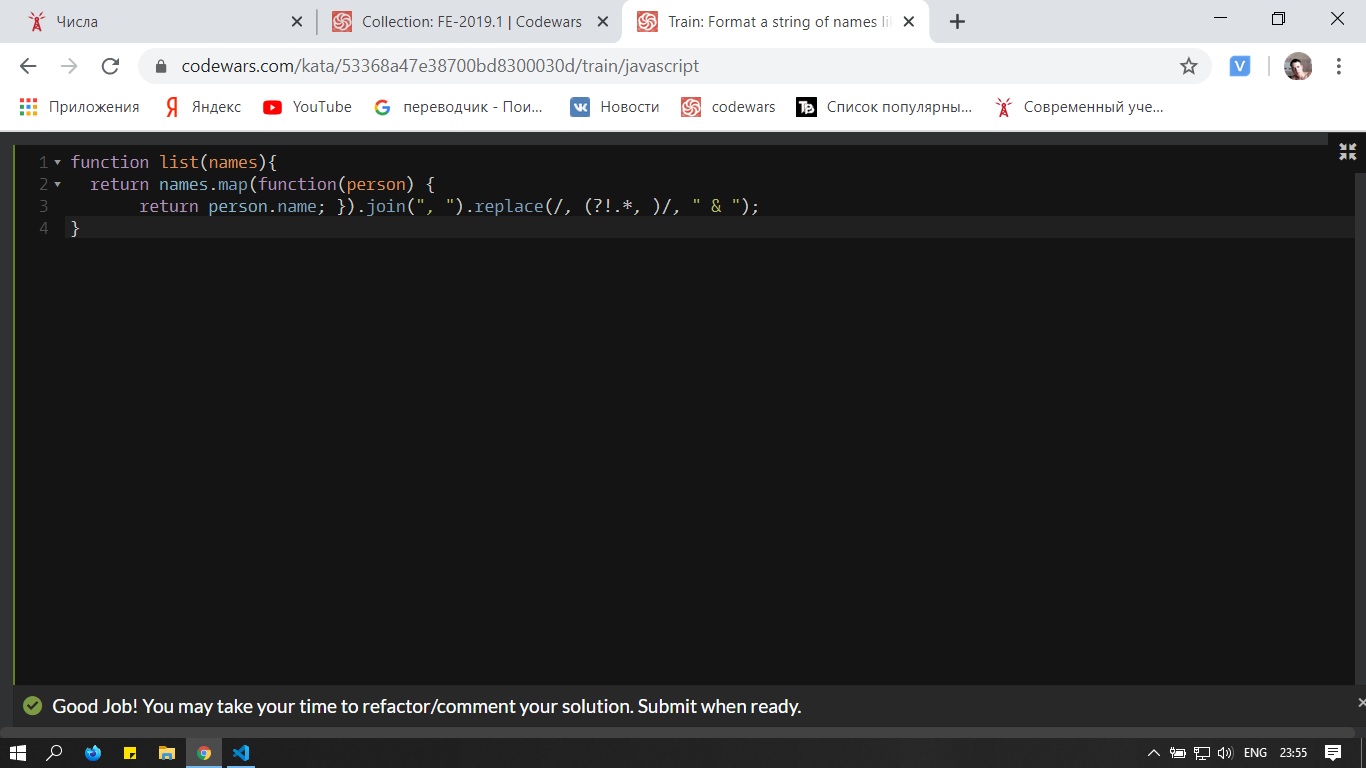 Числа
Collection: FE-2019.1 | Codewars
Train: Format a string of names li
codewars.com/kata/53368a47e38700bd8300030d/train/javascript
V
Приложения
Я Яндекс
YouTube
G переводчик - Пои...
Новости
codewars
Список популярны...
Современный уче...
1 function list(names){
2 return names.map(function(person) {
3 return person.name; }).join(", ").replace(/, (?!.*, )/, " & ");
4 }
Good Job! You may take your time to refactor/comment your solution. Submit when ready.
ENG 23:55